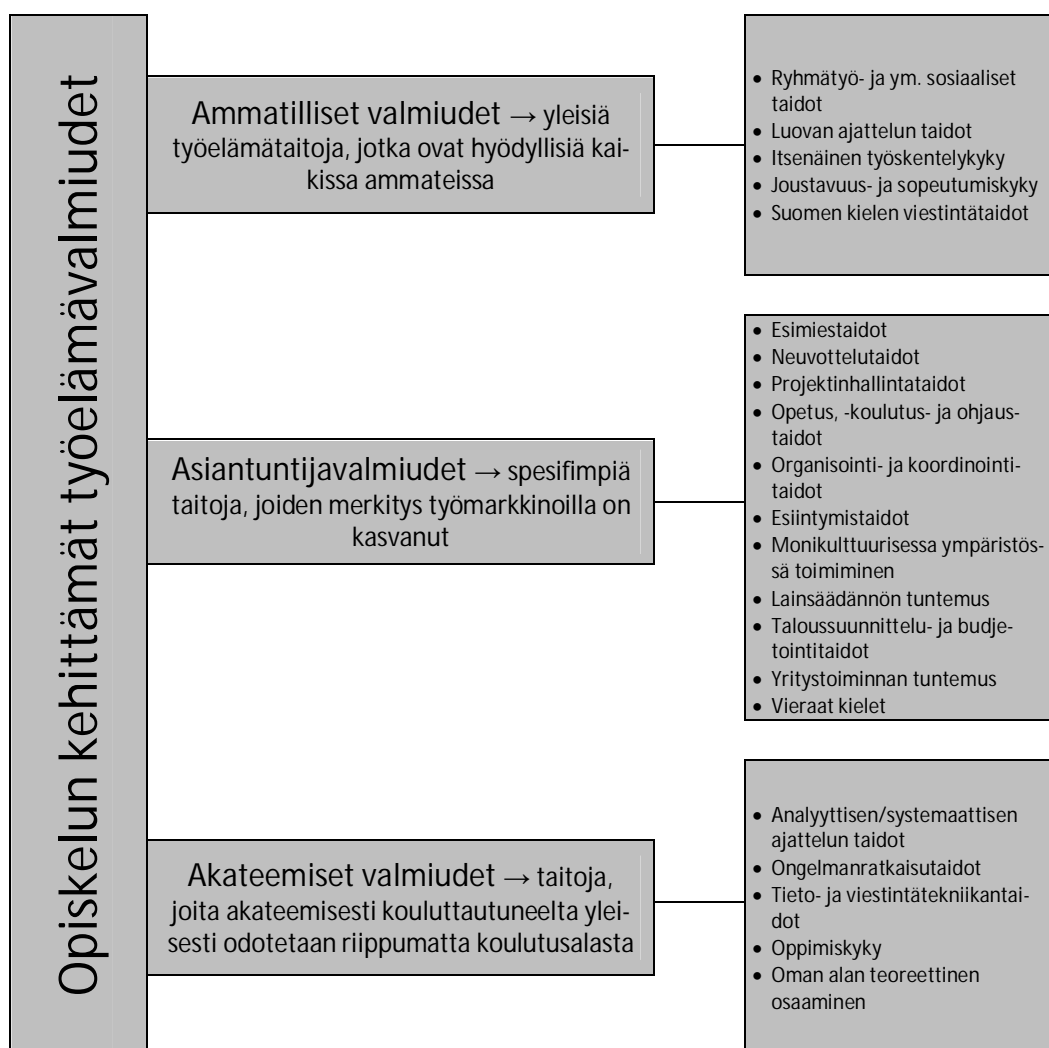 Opiskelun kehittämät työelämävalmiudet
Ammatilliset valmiudet → yleisiä
työelämätaitoja, jotka ovat hyödyllisiä kai-
kissa ammateissa
• Ryhmätyö- ja ym. sosiaaliset
taidot
• Luovan ajattelun taidot
• Itsenäinen työskentelykyky
• Joustavuus- ja sopeutumiskyky
• Suomen kielen viestintätaidot
Asiantuntijavalmiudet → spesifimpiä
taitoja, joiden merkitys työmarkkinoilla on
kasvanut
• Esimiestaidot
• Neuvottelutaidot
• Projektinhallintataidot
• Opetus, -koulutus- ja ohjaus-
taidot
• Organisointi- ja koordinointi-
taidot
• Esiintymistaidot
• Monikulttuurisessa ympäristös-
sä toimiminen
• Lainsäädännön tuntemus
• Taloussuunnittelu- ja budje-
tointitaidot
• Yritystoiminnan tuntemus
• Vieraat kielet
Akateemiset valmiudet → taitoja,
joita akateemisesti kouluttautuneelta ylei-
sesti odotetaan riippumatta koulutusalasta
• Analyyttisen/systemaattisen
ajattelun taidot
• Ongelmanratkaisutaidot
• Tieto- ja viestintätekniikantai-
dot
• Oppimiskyky
• Oman alan teoreettinen
osaaminen